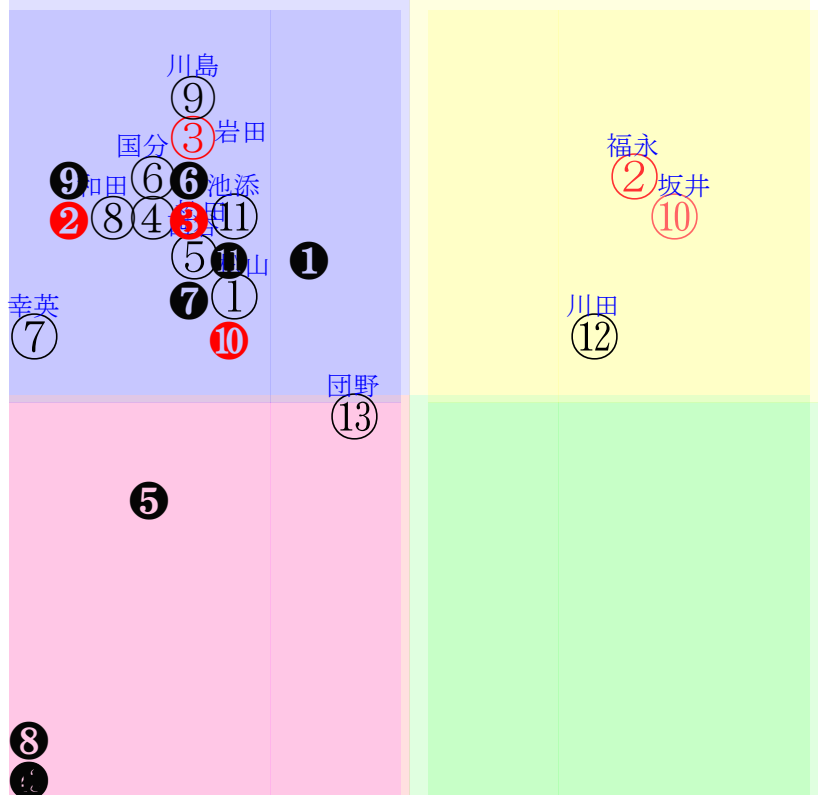 川島
⑨
③ 岩田
国分 福永
❾ 和田 ⑥ ❻ 池添 ② 坂井
❷ ⑧ ④ ❸ ⑪ ⑩
⑤ ⓫ 山 ❶
幸英 ❼ ① 川田
⑦ ❿ ⑫
団野
⑬
❺
❽